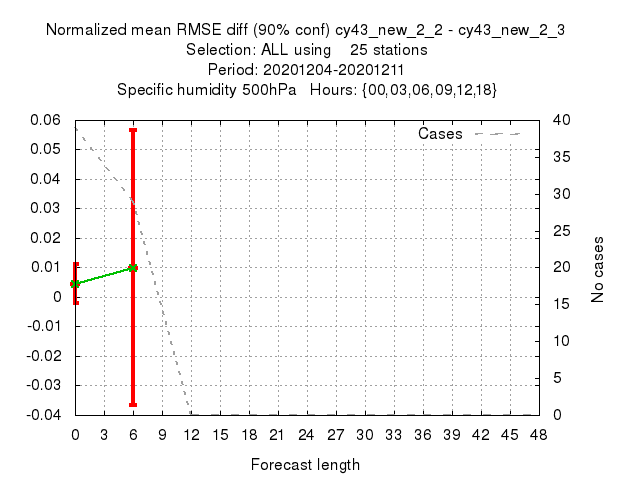 Normalized mean RMSE diff (90% conf) cy43_new_2_2 - cy43_new_2_3
Selection: ALL using 25 stations
Period: 20201204-20201211
Specific humidity 500hPa Hours: {00,03,06,09,12,18}
Cases
0.06
0.05
0.04
0.03
0.02
0.01
0
-0.01
-0.02
-0.03
-0.04
40
35
30
25
20
15
10
5
0
No cases
0 3 6 9 12 15 18 21 24 27 30 33 36 39 42 45 48
Forecast length